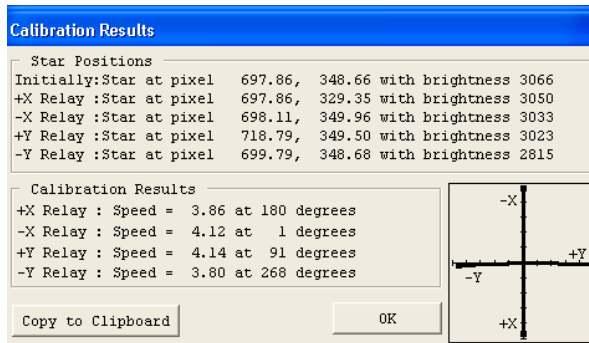 Calibration Results
Star Positions
Initially:Star at pixel 697.86, 348.66 with brightness 3066
+X Relay :Star at pixel 697.86, 329.35 with brightness 3050
-X Relay :Star at pixel 698.11, 349.96 with brightness 3033
+Y Relay :Star at pixel 718.79, 349.50 with brightness 3023
-Y Relay :Star at pixel 699.79, 348.68 with brightness 2815
Calibration Results
+X Relay : Speed = 3.86 at 180 degrees
-X Relay : Speed = 4.12 at 1 degrees
+Y Relay : Speed = 4.14 at 91 degrees
-Y Relay : Speed = 3.80 at 268 degrees
-X
+Y
-Y
+X
Copy to Clipboard
OK